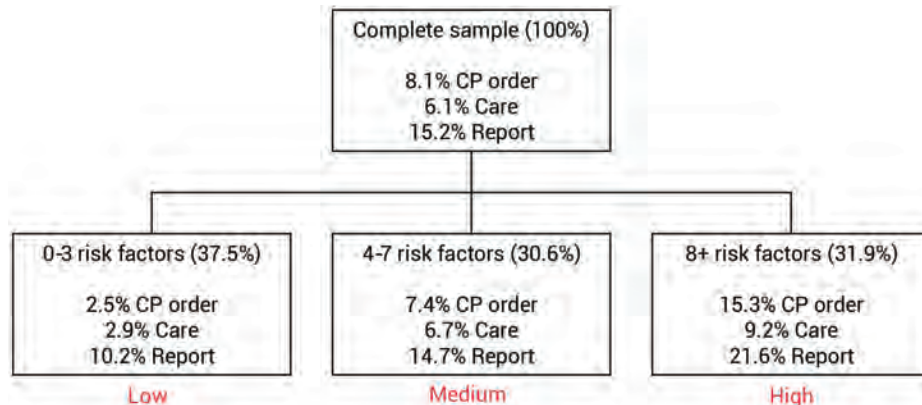 Complete sample (100%)
8.1% CP order
6.1% Care
15.2% Report
0-3 risk factors (37.5%)
2.5% CP order
2.9% Care
10.2% Report
Low
4-7 risk factors (30.6%)
7.4% CP order
6.7% Care
14.7% Report
Medium
8+ risk factors (31.9%)
15.3% CP order
9.2% Care
21.6% Report
High